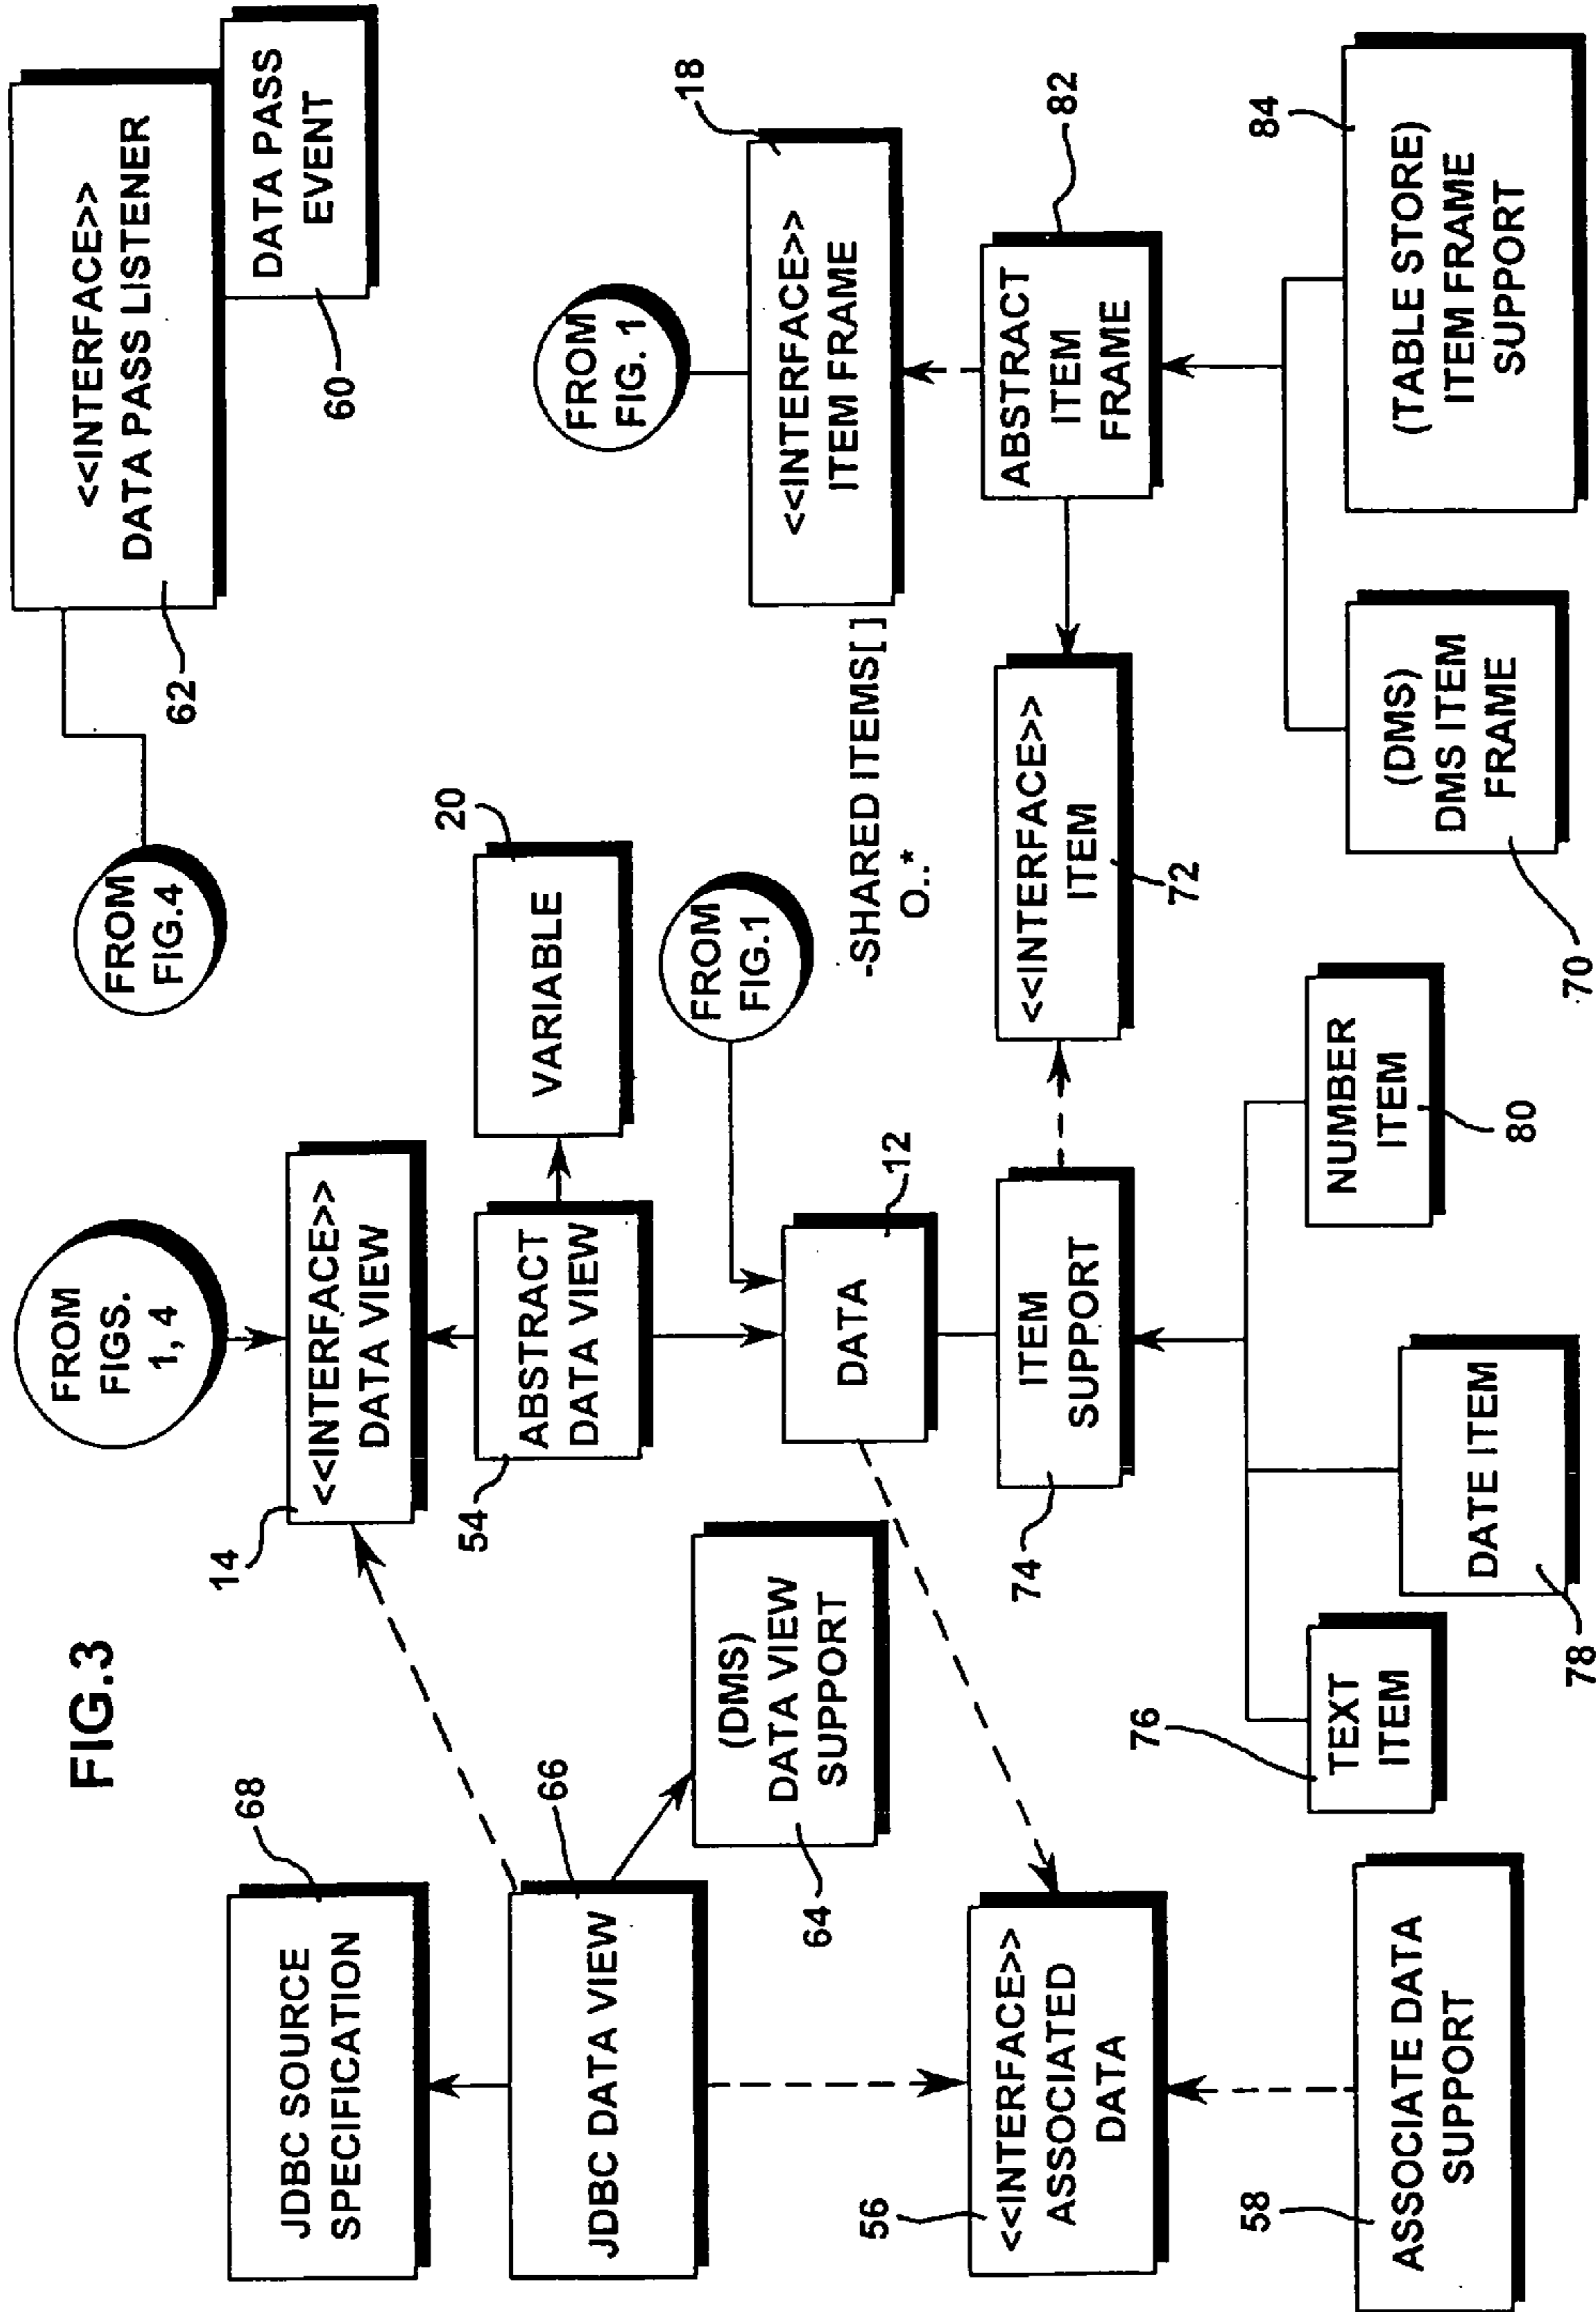 FIG.3
FROM
FIGS.
1, 4
FROM
FIG.4
<<INTERFACE>>
DATA PASS LISTENER
62
DATA PASS
EVENT
60
JDBC SOURCE
SPECIFICATION
68
14
<<INTERFACE>>
DATA VIEW
JDBC DATA VIEW
66
54
ABSTRACT
DATA VIEW
VARIABLE
20
(DMS)
DATA VIEW
SUPPORT
64
FROM
FIG.1
FROM
FIG. 1
18
<<INTERFACE>>
ITEM FRAME
DATA
12
-SHARED ITEMS[ ]
O..*
56
<<INTERFACE>>
ASSOCIATED
DATA
74
ITEM
SUPPORT
<<INTERFACE>>
ITEM
72
ABSTRACT
ITEM
FRAME
82
58
ASSOCIATE DATA
SUPPORT
76
TEXT
ITEM
DATE ITEM
78
NUMBER
ITEM
80
(DMS)
DMS ITEM
FRAME
70
84
(TABLE STORE)
ITEM FRAME
SUPPORT